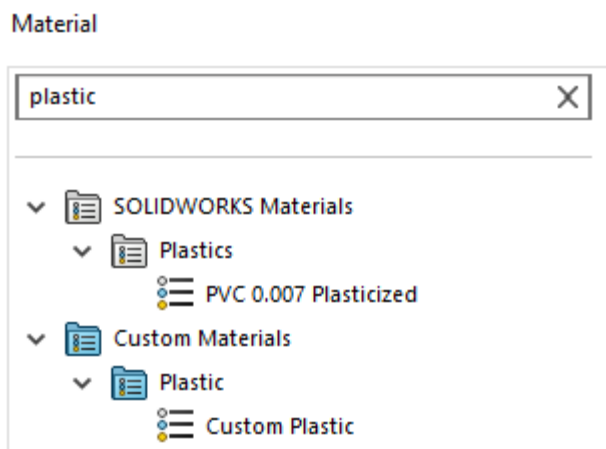 Material
plastic
SOLIDWORKS Materials
Plastics
PVC 0.007 Plasticized
Custom Materials
Plastic
Custom Plastic